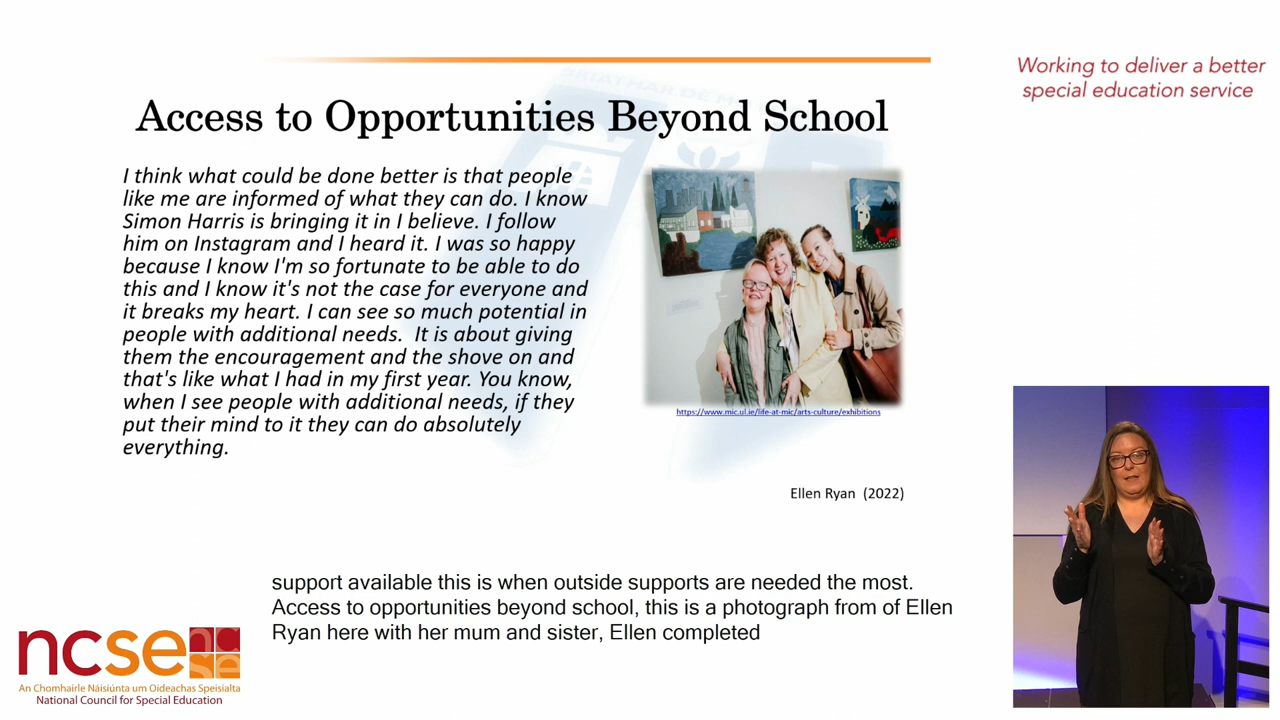 Working to deliver a better
special education service
Access to Opportunities Beyond School
I think what could be done better is that people
like me are informed of what they can do. I know
Simon Harris is bringing it in I believe. I follow
him on Instagram and I heard it. I was so happy
because I know I'm so fortunate to be able to do
this and I know it's not the case for everyone and
it breaks my heart. I can see so much potential in
people with additional needs.  It is about giving
them the encouragement and the shove on and
that's like what I had in my first year. You know,
when I see people with additional needs, if they
put their mind to it they can do absolutely
everything.
https://www.mic.ul.ie/life-at-mic/arts-culture/exhibitions
Ellen Ryan  (2022)
support available this is when outside supports are needed the most.
Access to opportunities beyond school, this is a photograph from of Ellen
Ryan here with her mum and sister, Ellen completed
ncse
nc
se
An Chomhairle Náisiúnta um Oideachas Speisialta
National Council for Special Education